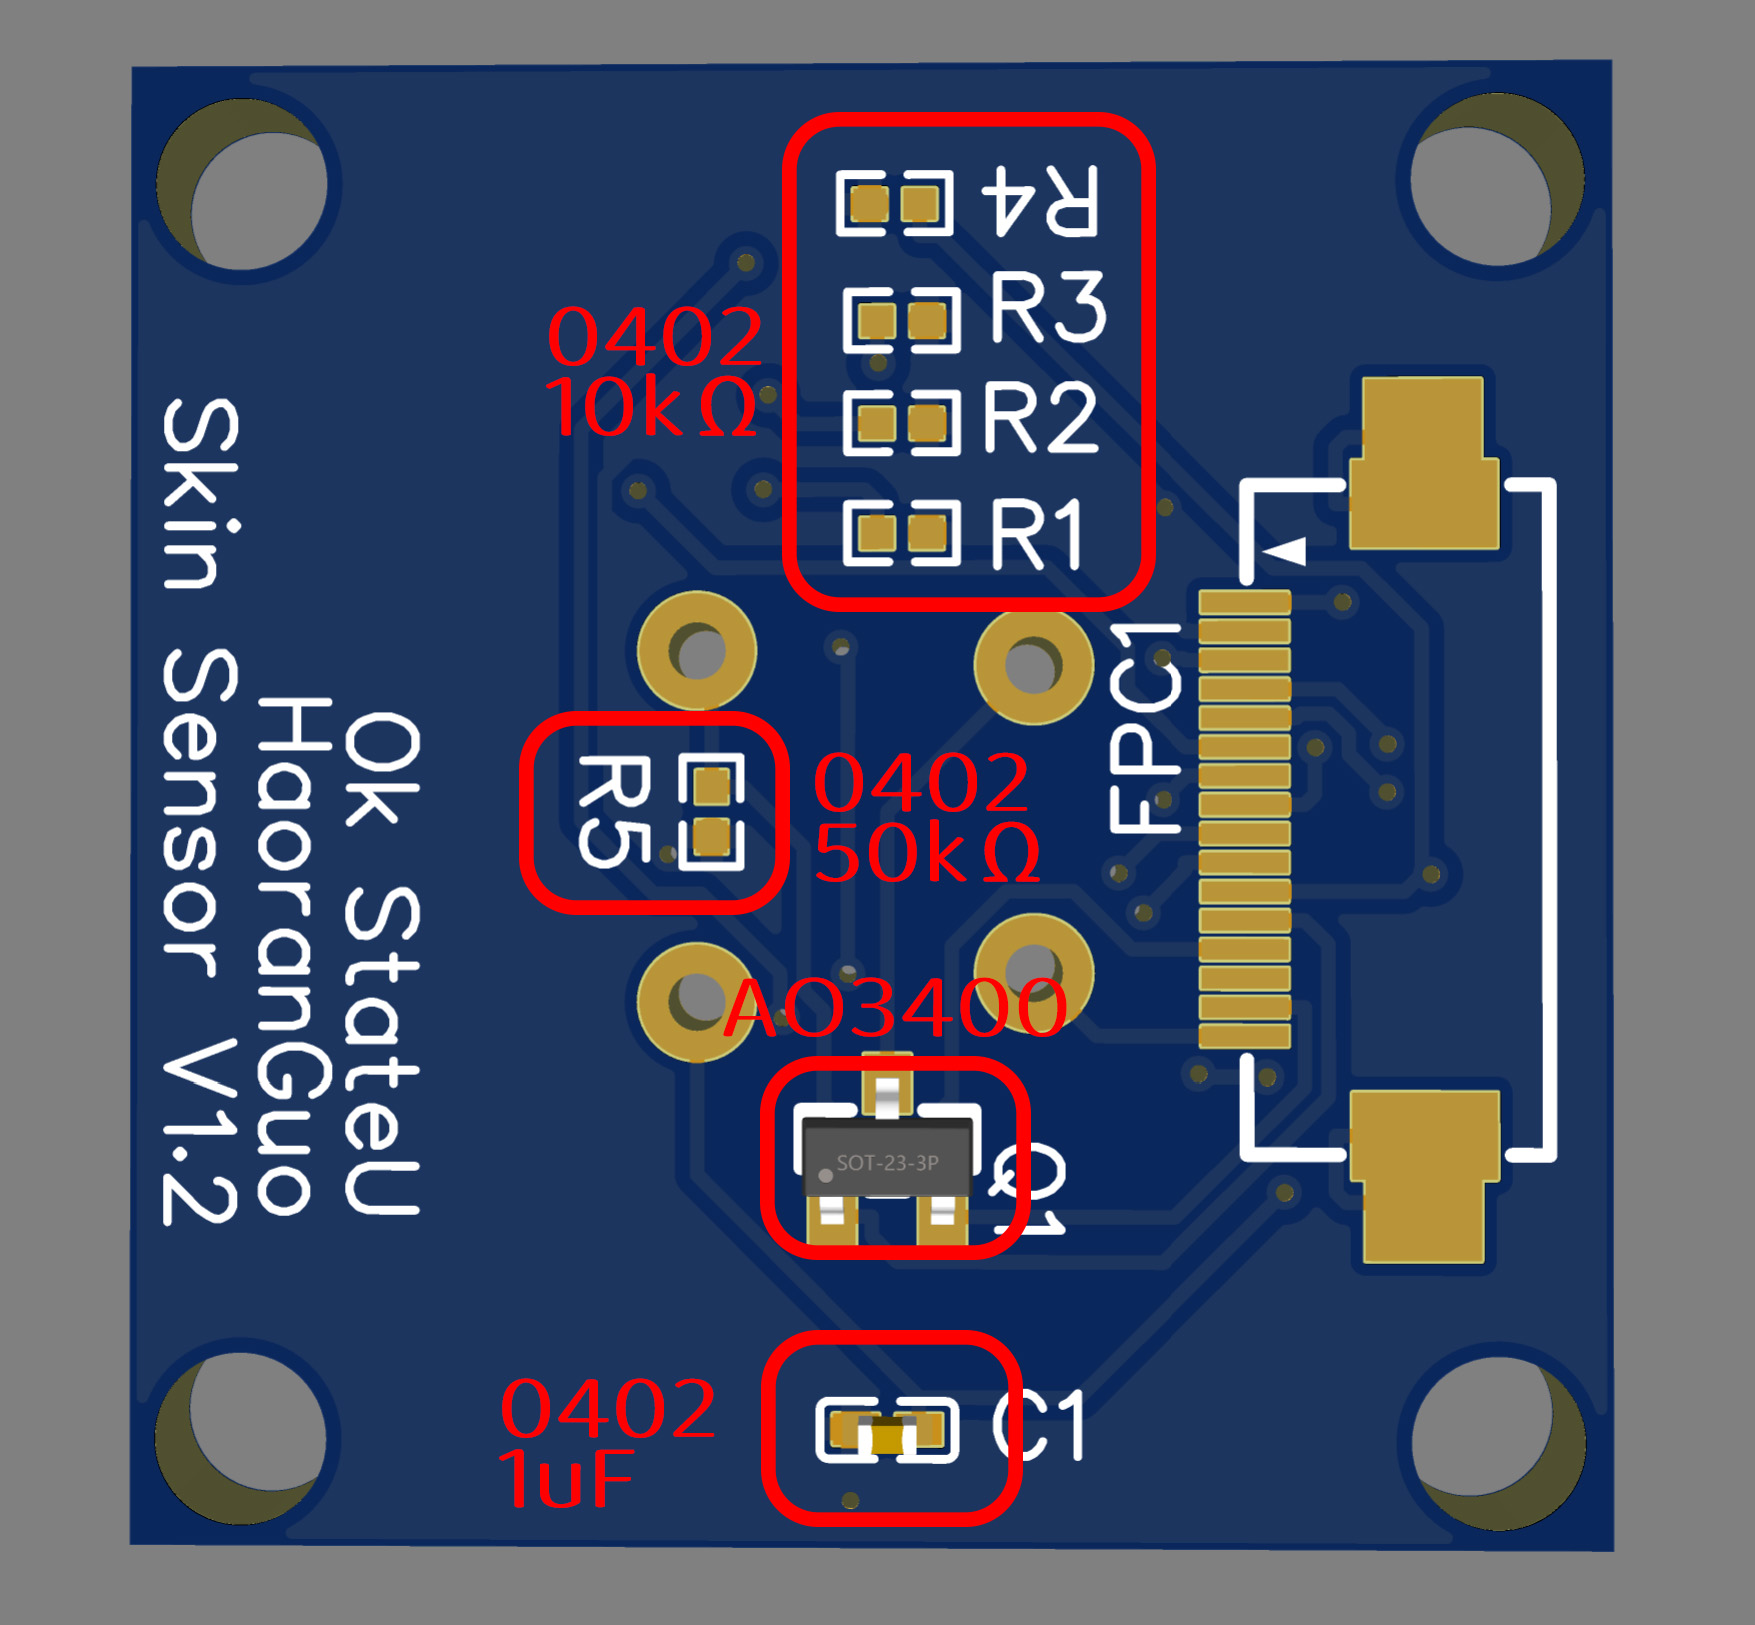 R4
R3
0402
10kΩ
R2
R1
FPC1
Skin Sensor V1.2
HaoranGuo
Ok StateU
R5
0402
50kΩ
AO3400
SOT-23-3P
Q1
0402
1uF
C1